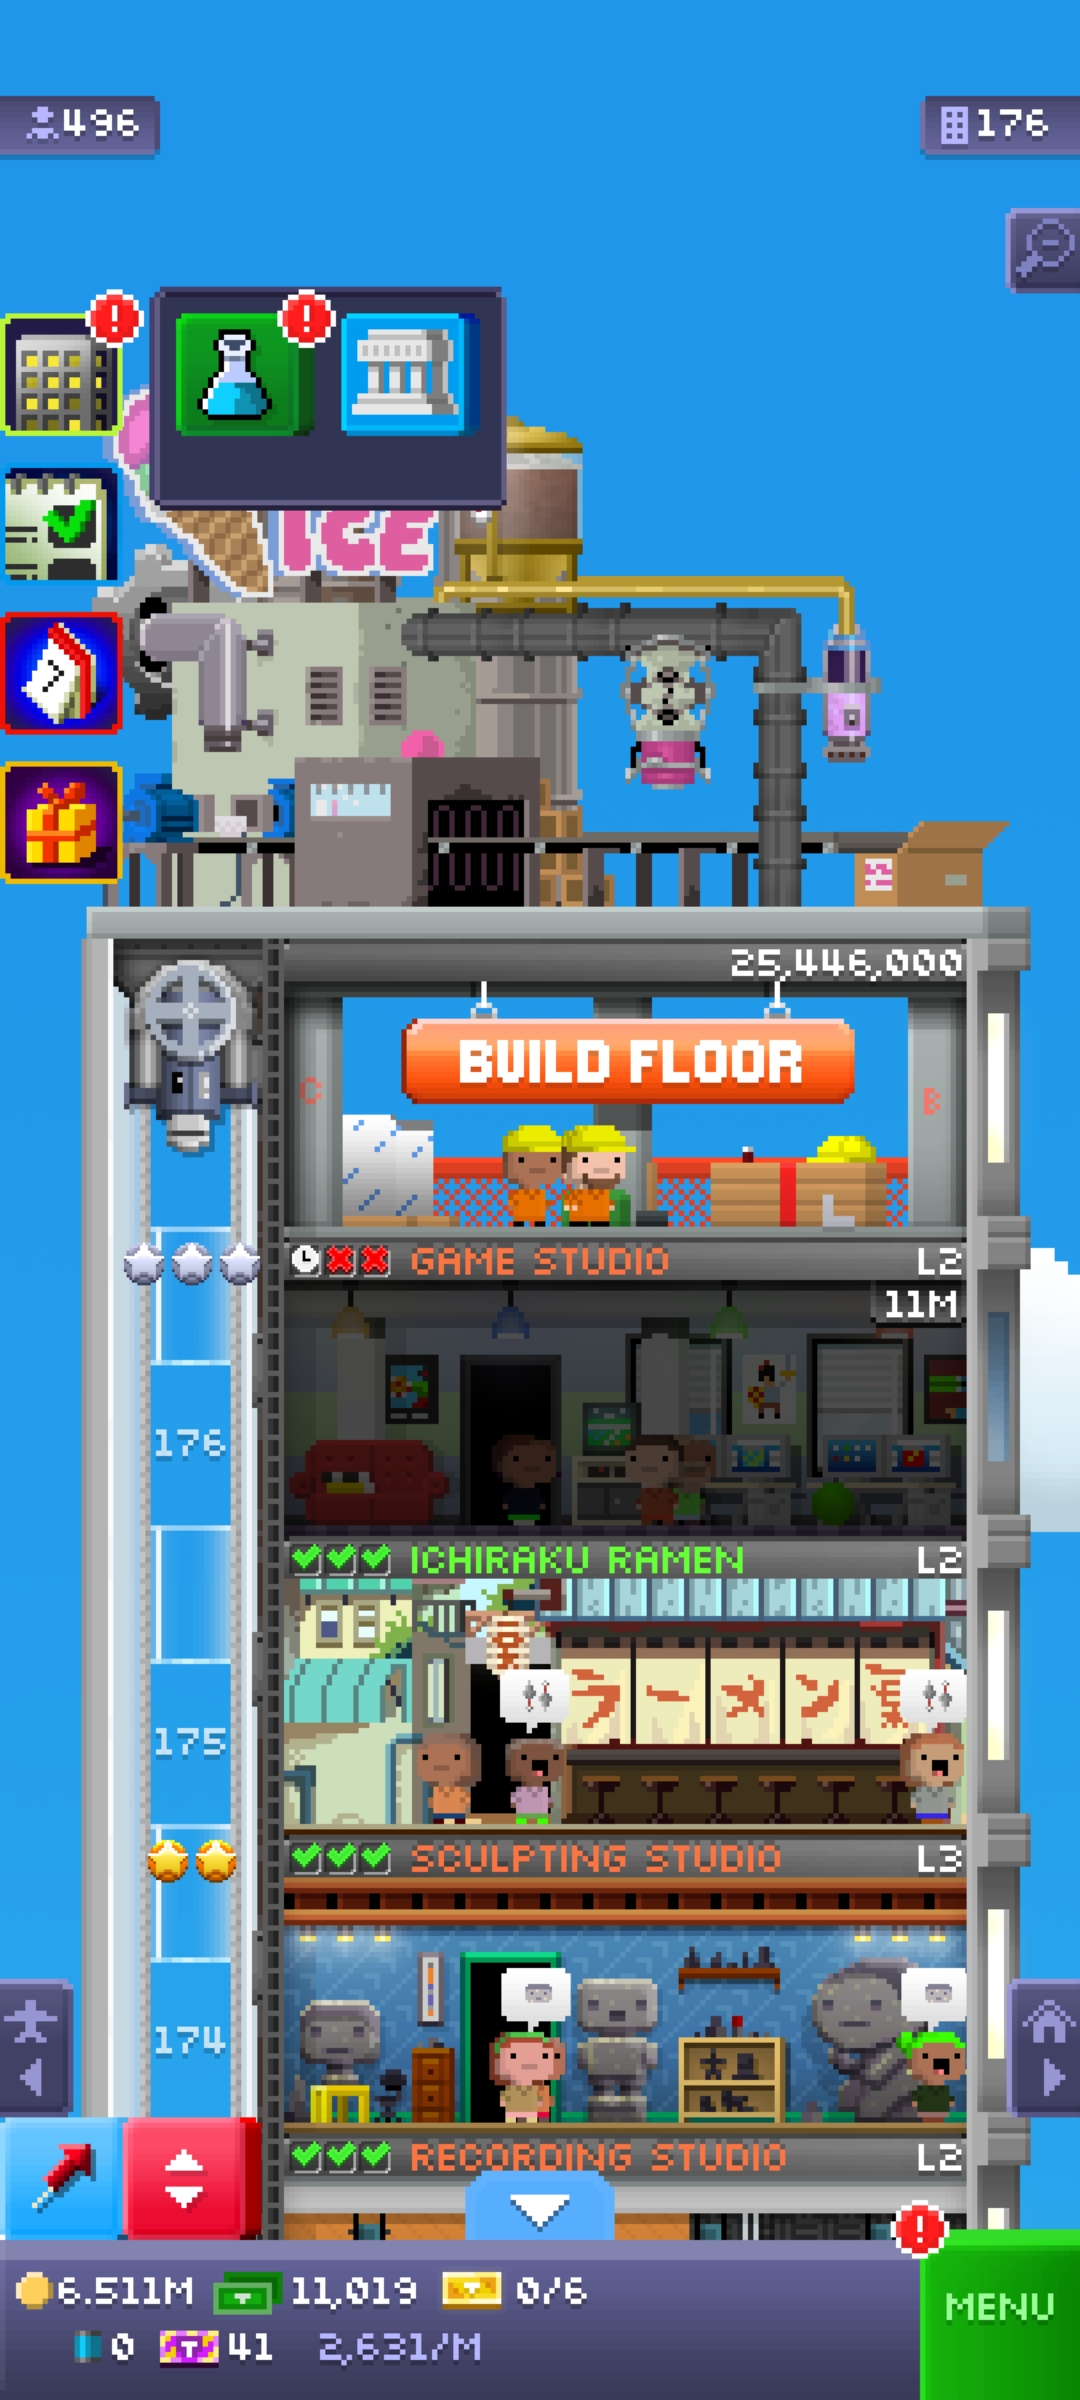 496
176
ICE
25,446,000
BUILD FLOOR
C
B
GAME STUDIO
L2
11M
176
ICHIRAKU RAMEN
L2
ラーメン
175
SCULPTING STUDIO
L3
174
RECORDING STUDIO
L2
6.511M
11,019
0/6
MENU
0
T
41
2,631/M